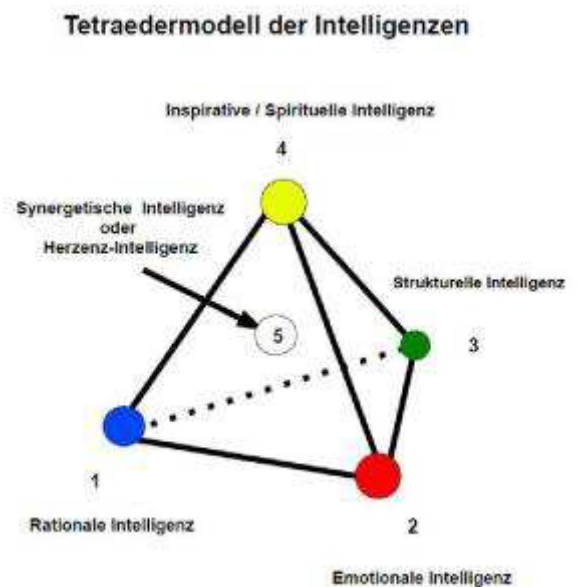 Tetraedermodell der Intelligenzen
Inspirative / Spirituelle Intelligenz
4
Synergetische Intelligenz
oder
Herzenz-Intelligenz
Strukturelle Intelligenz
5
3
1
Rationale Intelligenz
2
Emotionale Intelligenz